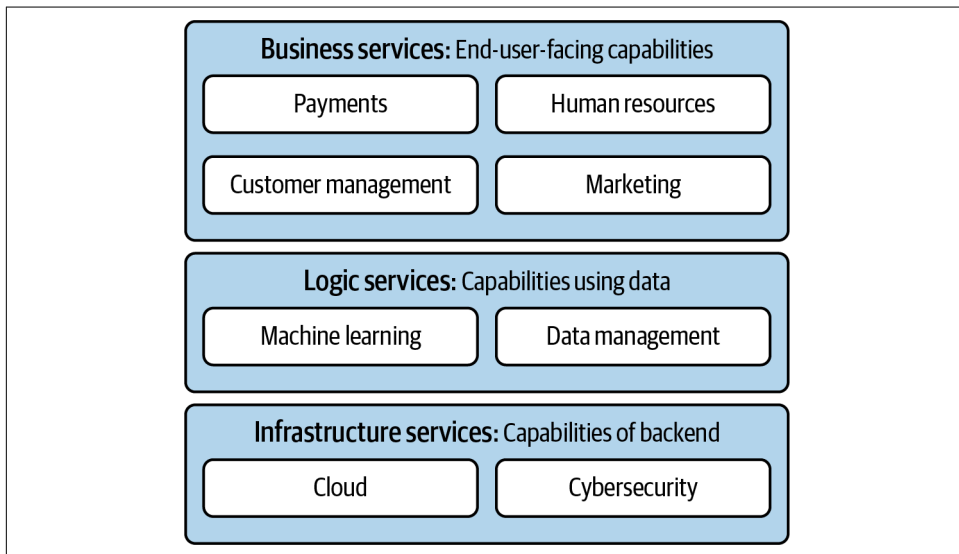 Business services: End-user-facing capabilities
Payments
Human resources
Customer management
Marketing
Logic services: Capabilities using data
Machine learning
Data management
Infrastructure services: Capabilities of backend
Cloud
Cybersecurity